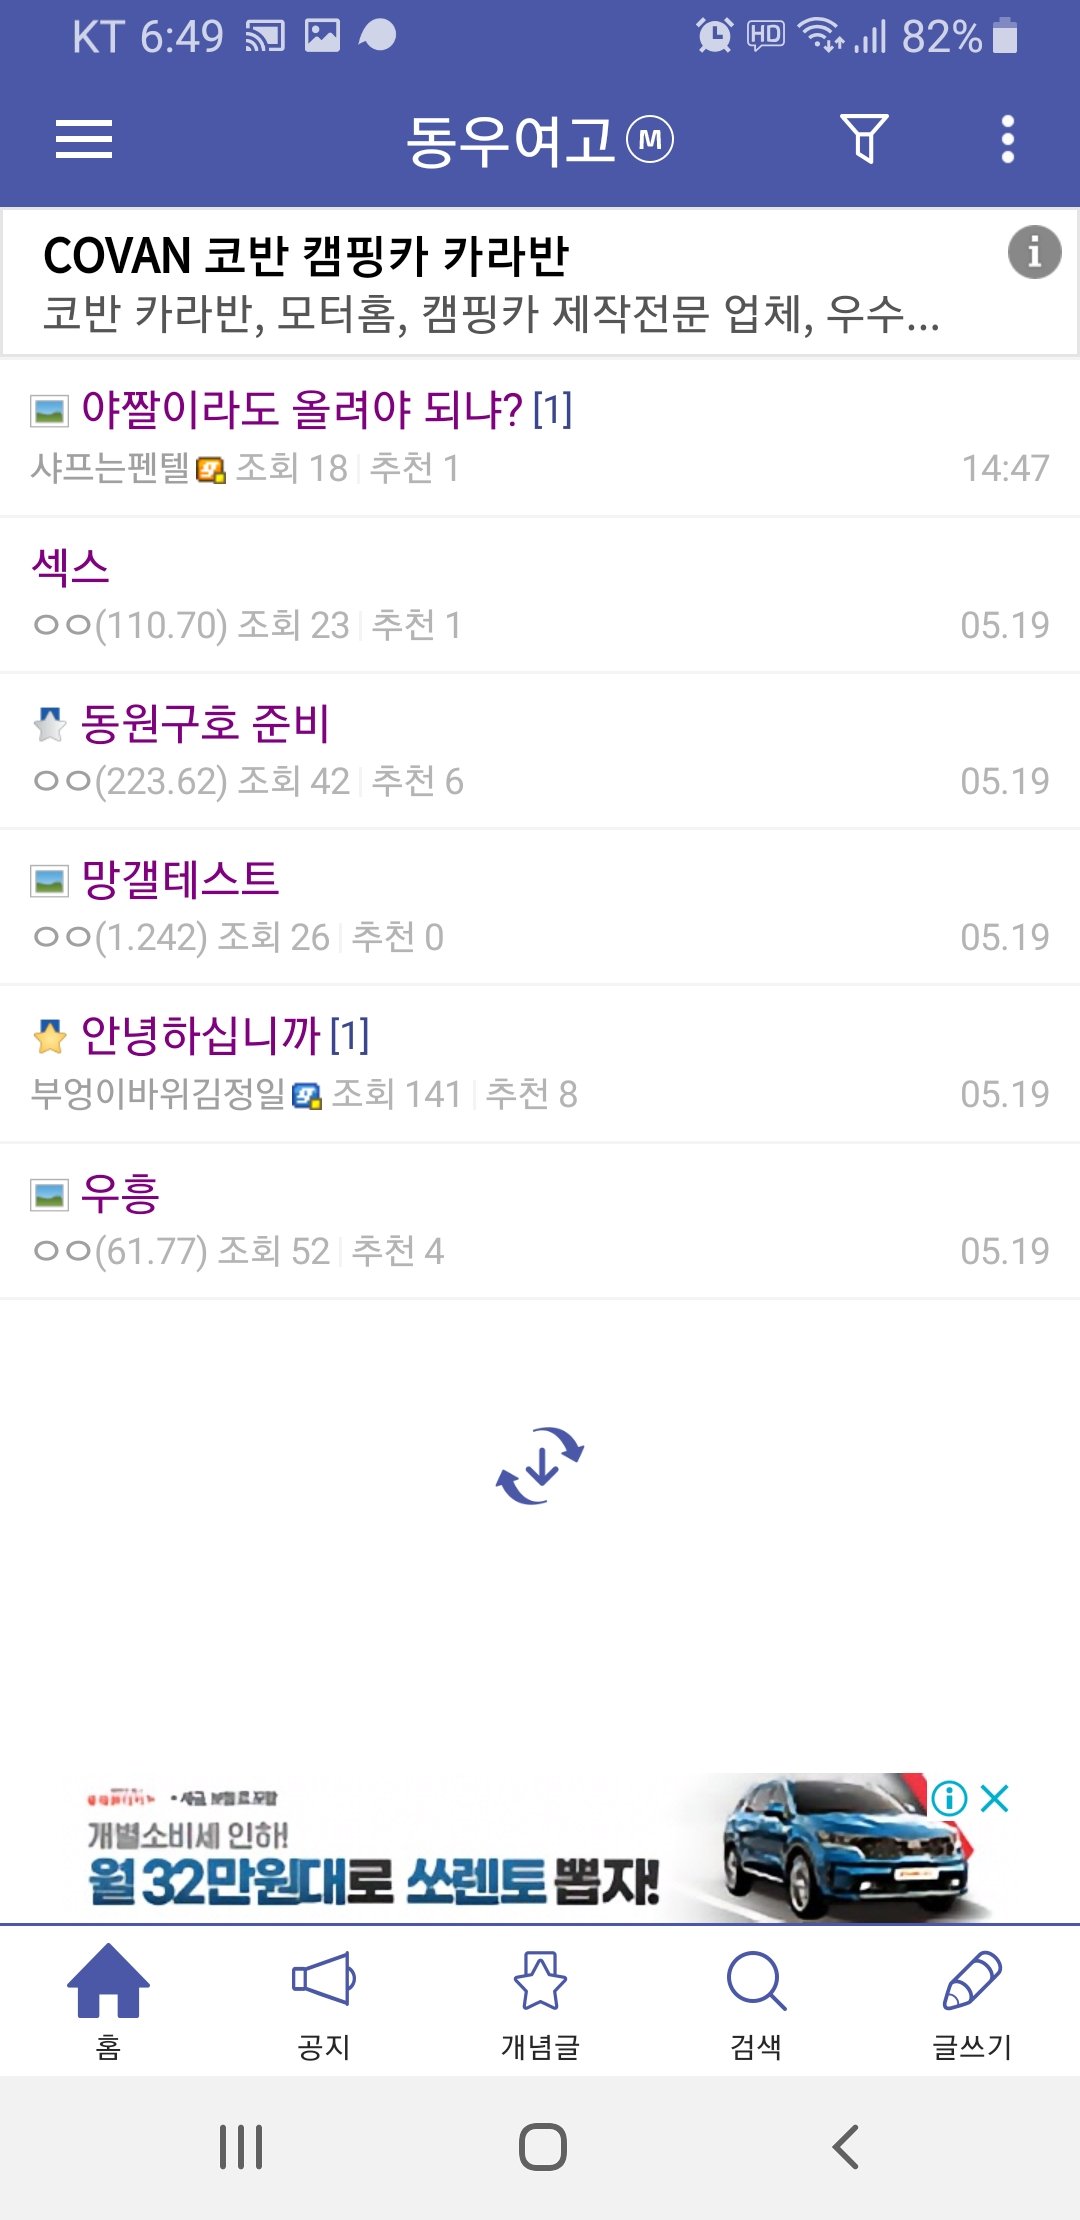 KT 6:49 HD 82%
동우여고 M
COVAN 코반 캠핑카 카라반
코반 카라반, 모터홈, 캠핑카 제작전문 업체, 우수...
야짤이라도 올려야 되냐? [1]
샤프는펜텔 조회 18 추천 1 14:47
섹스
ㅇㅇ(110.70) 조회 23 추천 1 05.19
동원구호 준비
ㅇㅇ(223.62) 조회 42 추천 6 05.19
망갤테스트
ㅇㅇ(1.242) 조회 26 추천 0 05.19
안녕하십니까 [1]
부엉이바위김정일 조회 141 추천 8 05.19
우흥
ㅇㅇ(61.77) 조회 52 추천 4 05.19
개별소비세 인하!
월 32만원대로 쏘렌토 뽑자!
홈 공지 개념글 검색 글쓰기